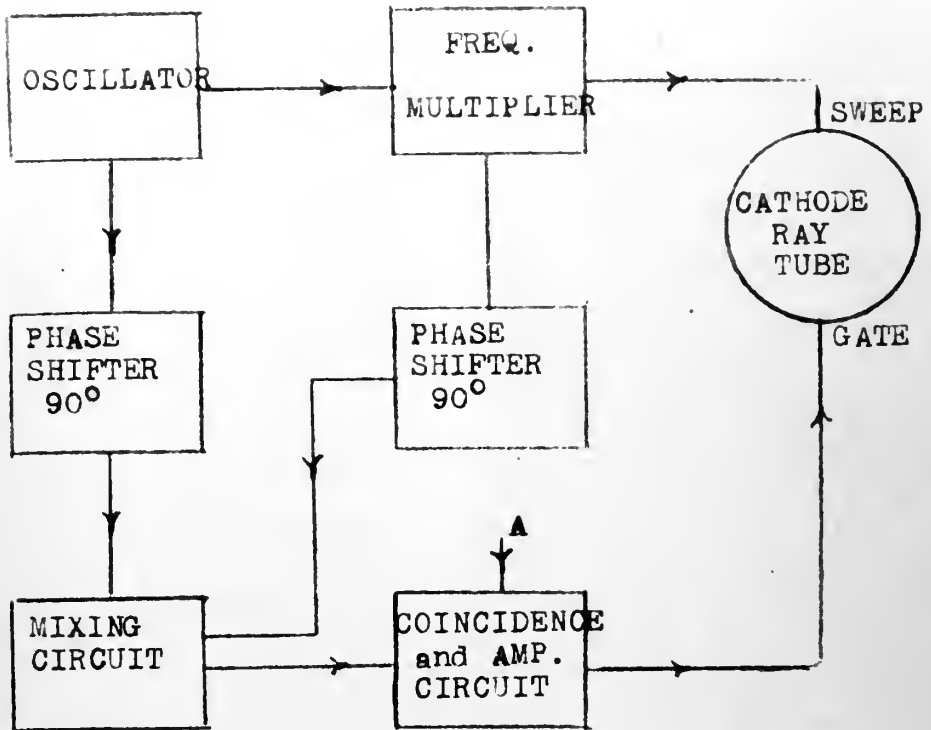 OSCILLATOR
FREQ.
MULTIPLIER
SWEEP
CATHODE
RAY
TUBE
GATE
PHASE
SHIFTER
90°
PHASE
SHIFTER
90°
A
MIXING
CIRCUIT
COINCIDENCE
and AMP.
CIRCUIT